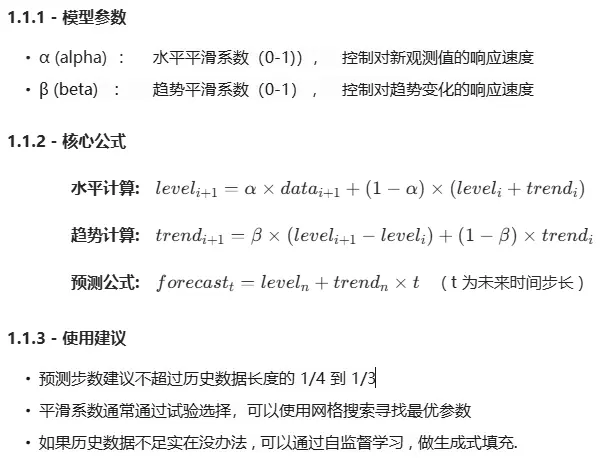 1.1.1 - 模型参数
• α (alpha) ： 水平平滑系数（0-1)）， 控制对新观测值的响应速度
• β (beta) ： 趋势平滑系数（0-1）， 控制对趋势变化的响应速度
1.1.2 - 核心公式
水平计算: level_{i+1} = α × data_{i+1} + (1 − α) × (level_i + trend_i)
趋势计算: trend_{i+1} = β × (level_{i+1} − level_i) + (1 − β) × trend_i
预测公式: forecast_t = level_n + trend_n × t （ t 为未来时间步长 ）
1.1.3 - 使用建议
• 预测步数建议不超过历史数据长度的 1/4 到 1/3
• 平滑系数通常通过试验选择，可以使用网格搜索寻找最优参数
• 如果历史数据不足实在没办法 , 可以通过自监督学习 , 做生成式填充.